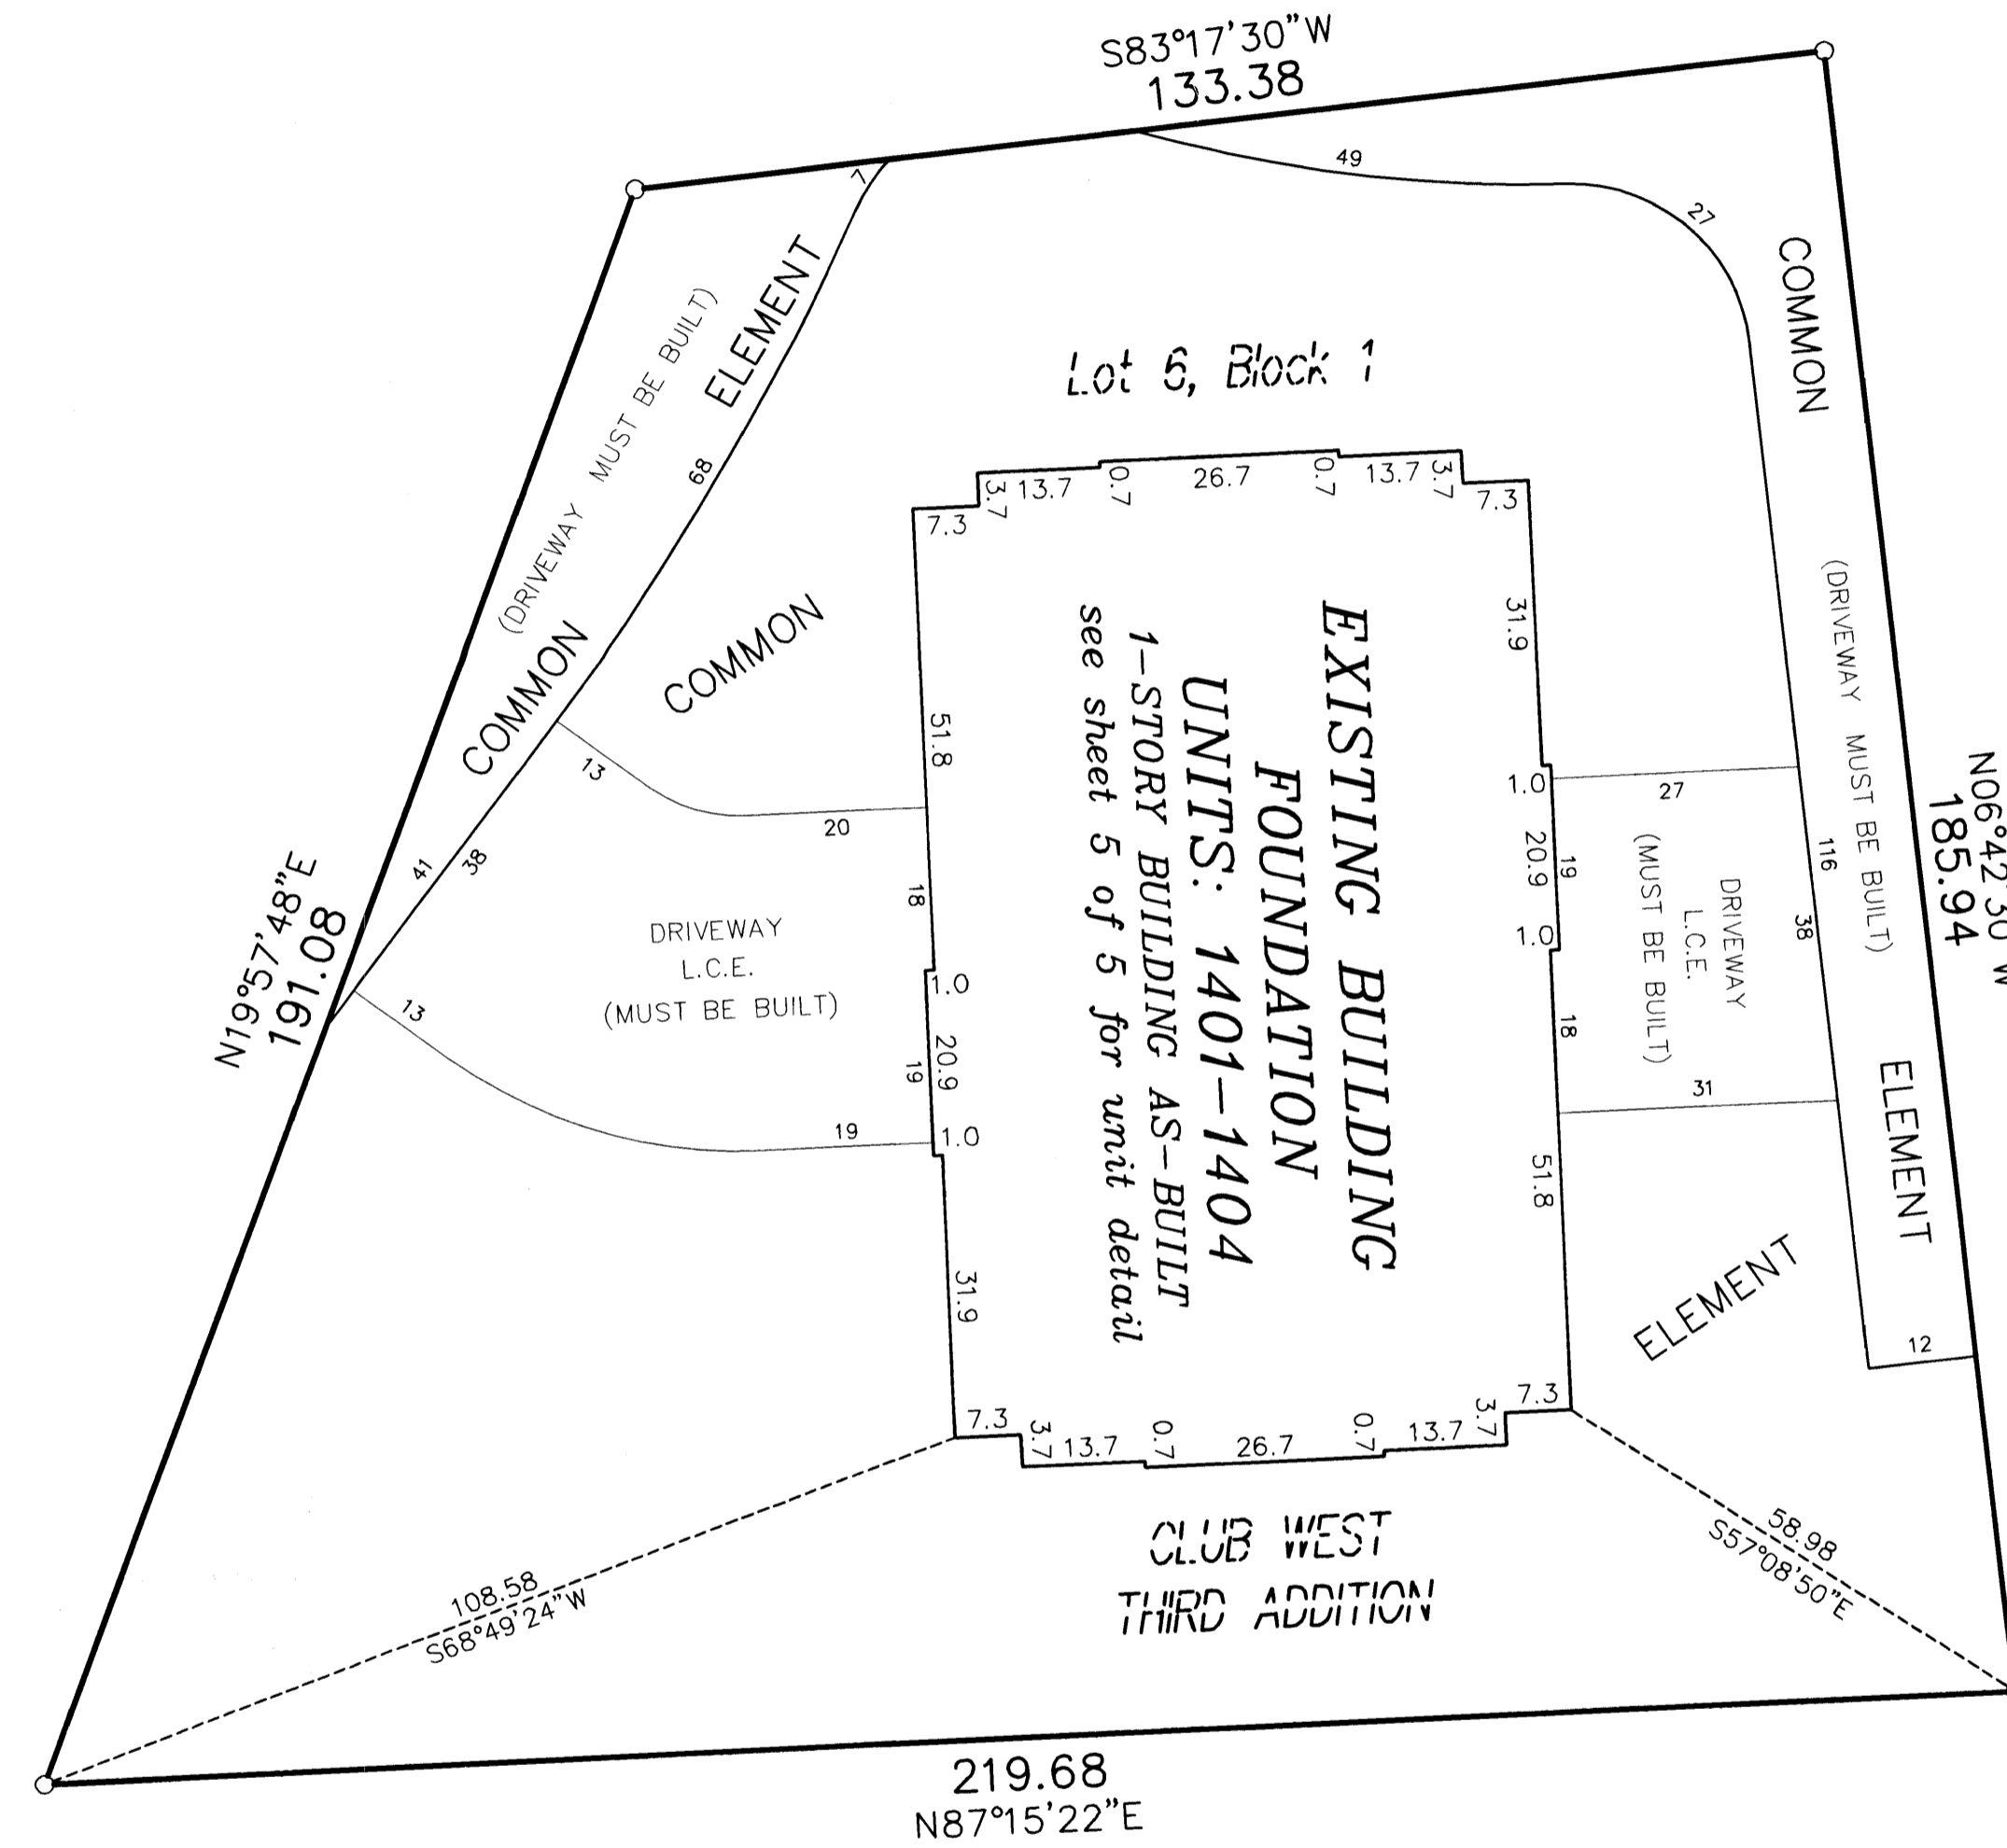 S83°17'30"W
133.38
49
27
7
COMMON
ELEMENT
(DRIVEWAY MUST BE BUILT)
68
COMMON
Lot 6, Block 1
7.3
3.7
13.7
0.7
26.7
0.7
13.7
3.7
7.3
COMMON
51.8
31.9
EXISTING BUILDING
FOUNDATION
UNITS: 1401-1404
1-STORY BUILDING AS-BUILT
see sheet 5 of 5 for unit detail
(DRIVEWAY MUST BE BUILT)
N06°42'30"W
185.94
13
20
1.0
27
41
38
18
20.9
19
116
38
DRIVEWAY
L.C.E.
(MUST BE BUILT)
DRIVEWAY
L.C.E.
(MUST BE BUILT)
N19°57'48"E
191.08
1.0
1.0
13
20.9
19
18
31
19
1.0
51.8
ELEMENT
31.9
ELEMENT
12
7.3
3.7
13.7
0.7
26.7
0.7
13.7
3.7
7.3
CLUB WEST
THIRD ADDITION
108.58
S68°49'24"W
58.98
S57°08'50"E
219.68
N87°15'22"E